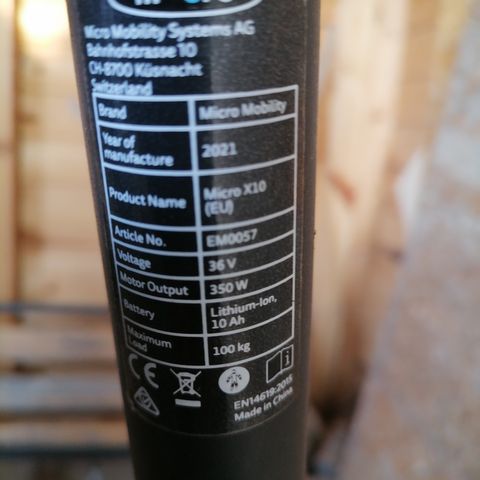 Micro Mobility Systems AG
Bahnhofstrasse 10
CH-8700 Küsnacht
Switzerland
Brand Micro Mobility
Year of manufacture 2021
Product Name Micro X10 (EU)
Article No. EM0057
Voltage 36 V
Motor Output 350 W
Battery Lithium-Ion, 10 Ah
Maximum Load 100 kg
CE
EN14619:2015
Made in China